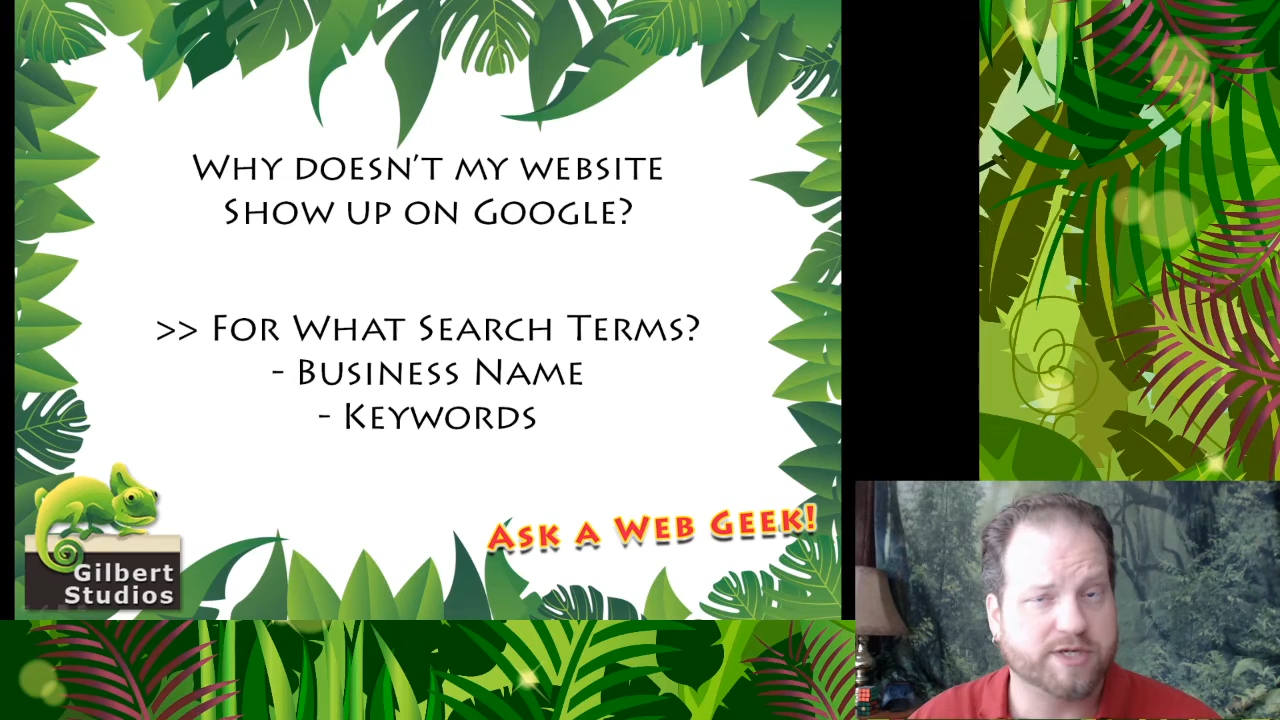 Why doesn't my website
Show up on Google?
>> For What Search Terms?
- Business Name
- Keywords
Ask a Web Geek!
Gilbert
Studios